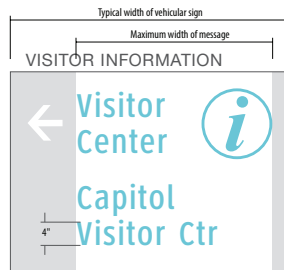 Typical width of vehicular sign
Maximum width of message
VISITOR INFORMATION
Visitor
Center
i
Capitol
4"
Visitor Ctr